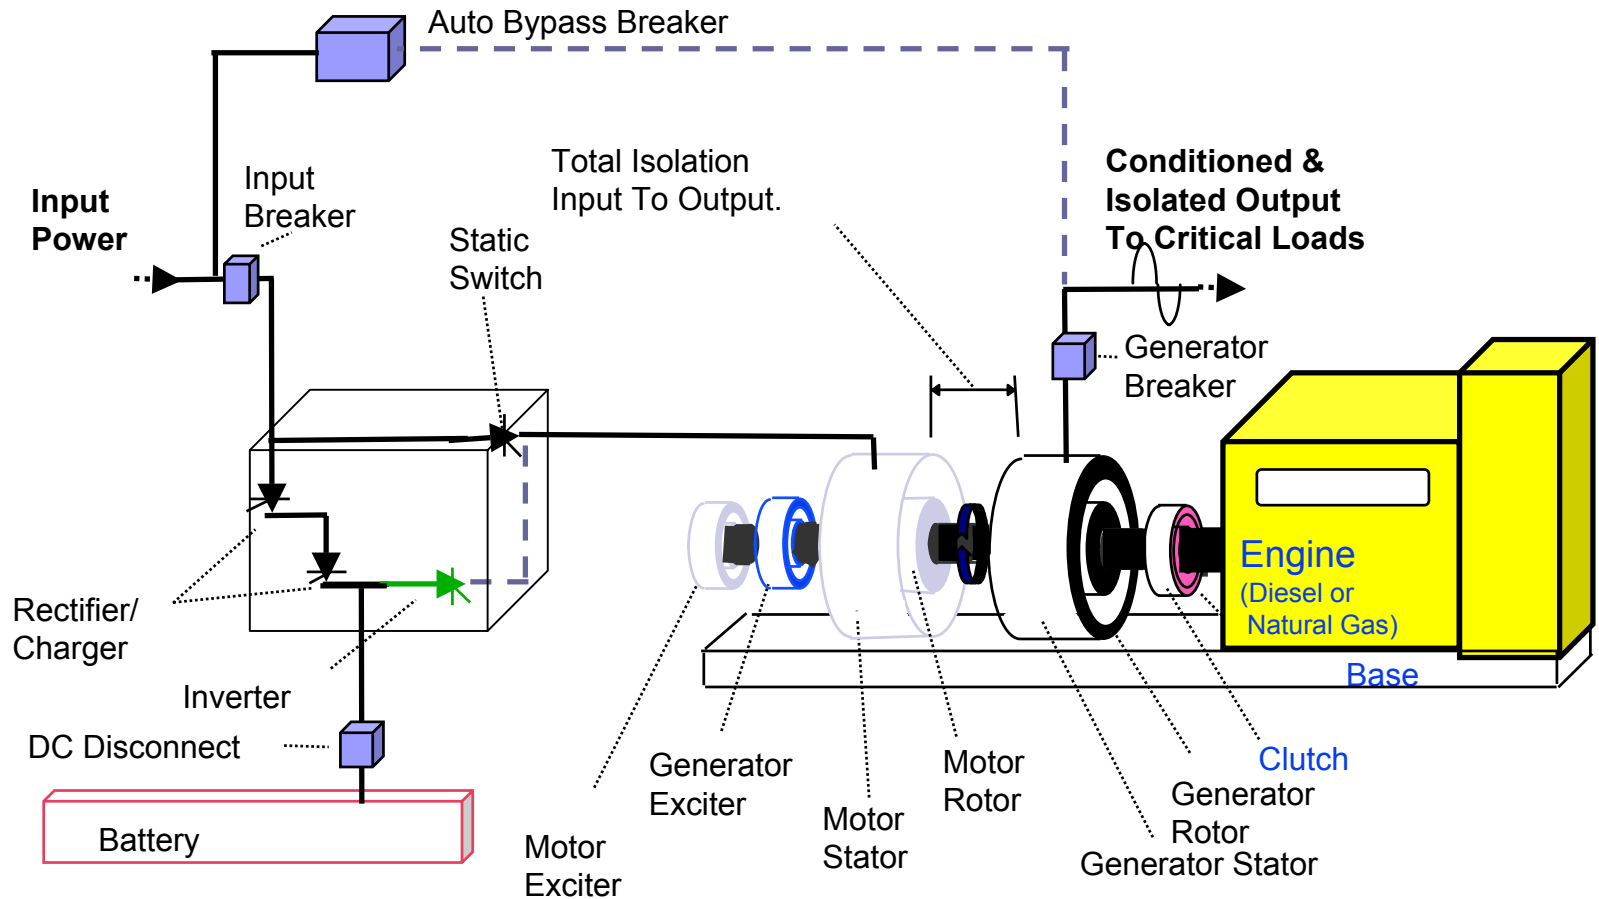 Auto Bypass Breaker
Input
Power
Input
Breaker
Static
Switch
Total Isolation
Input To Output.
Conditioned &
Isolated Output
To Critical Loads
Generator
Breaker
Engine
(Diesel or
Natural Gas)
Base
Rectifier/
Charger
Inverter
DC Disconnect
Battery
Motor
Exciter
Generator
Exciter
Motor
Stator
Motor
Rotor
Clutch
Generator
Rotor
Generator Stator